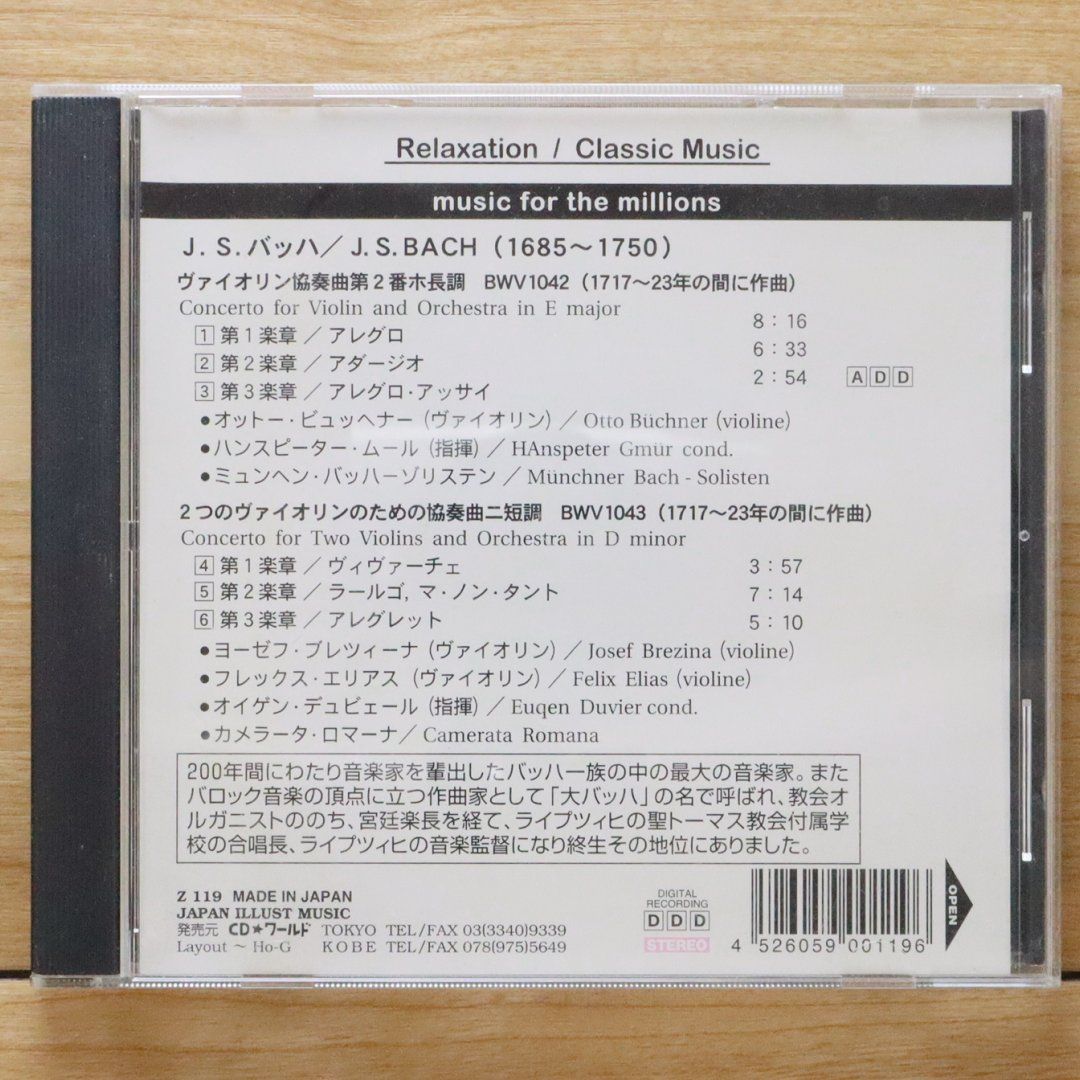 Relaxation / Classic Music
music for the millions
J. S. バッハ／J.S.BACH (1685～1750)
ヴァイオリン協奏曲第２番ホ長調 BWV1042 (1717～23年の間に作曲)
Concerto for Violin and Orchestra in E major
1 第１楽章／アレグロ 8：16
2 第２楽章／アダージオ 6：33
3 第３楽章／アレグロ・アッサイ 2：54 ADD
●オットー・ビュッヘナー (ヴァイオリン)／Otto Büchner (violine)
●ハンスピーター・ムール (指揮)／HAnspeter Gmür cond.
●ミュンヘン・バッハーゾリステン／Münchner Bach - Solisten
２つのヴァイオリンのための協奏曲ニ短調 BWV1043 (1717～23年の間に作曲)
Concerto for Two Violins and Orchestra in D minor
4 第１楽章／ヴィヴァーチェ 3：57
5 第２楽章／ラールゴ, マ・ノン・タント 7：14
6 第３楽章／アレグレット 5：10
●ヨーゼフ・ブレツィーナ (ヴァイオリン)／Josef Brezina (violine)
●フレックス・エリアス (ヴァイオリン)／Felix Elias (violine)
●オイゲン・デュビェール (指揮)／Euqen Duvier cond.
●カメラータ・ロマーナ／Camerata Romana
200年間にわたり音楽家を輩出したバッハ一族の中の最大の音楽家。また
バロック音楽の頂点に立つ作曲家として「大バッハ」の名で呼ばれ、教会オ
ルガニストののち、宮廷楽長を経て、ライプツィヒの聖トーマス教会付属学
校の合唱長、ライプツィヒの音楽監督になり終生その地位にありました。
Z 119 MADE IN JAPAN
JAPAN ILLUST MUSIC
発売元 CD★ワールド TOKYO TEL/FAX 03(3340)9339
Layout ～ Ho-G KOBE TEL/FAX 078(975)5649
DIGITAL
RECORDING
DDD
STEREO
4 526059 001196
OPEN